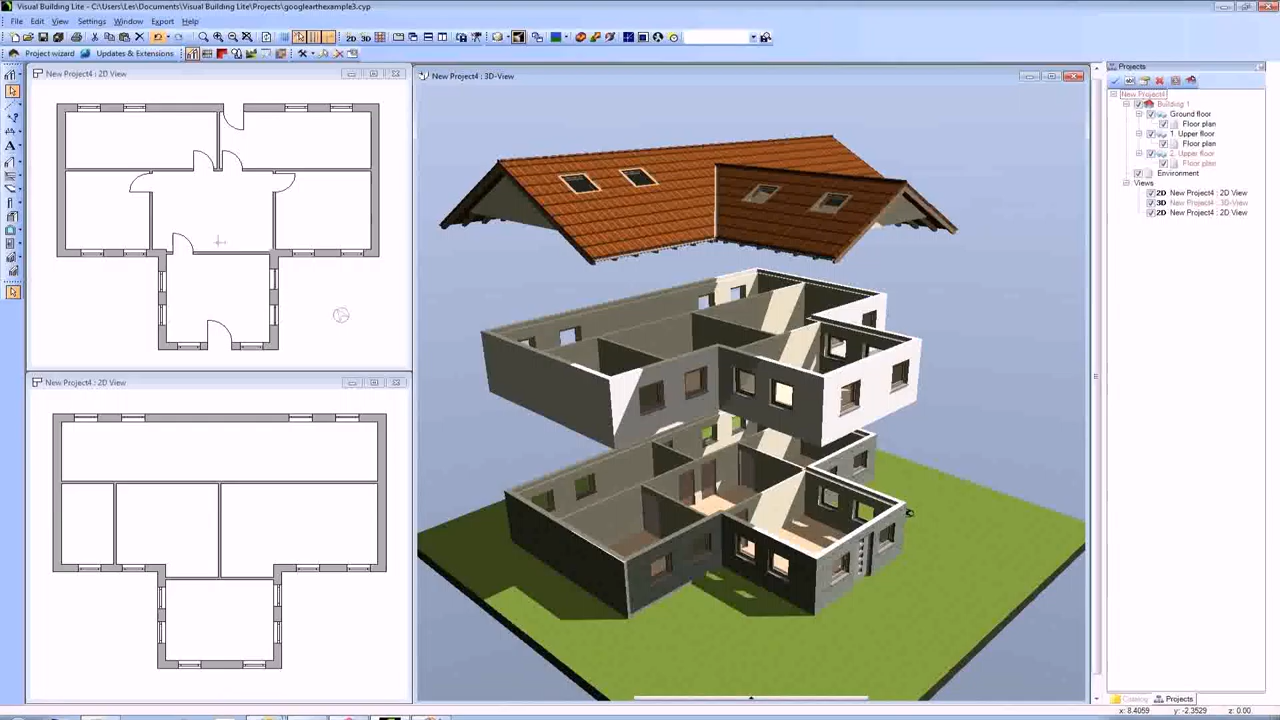 Visual Building Lite - C:\Users\Les\Documents\Visual Building Lite\Projects\googlearthexample3.cyp
File Edit View Settings Window Export Help
2D 3D
Project wizard Updates & Extensions
New Project4 : 2D View
New Project4 : 3D-View
Projects
New Project4
Building 1
Ground floor
Floor plan
1. Upper floor
Floor plan
2. Upper floor
Floor plan
Environment
Views
2D New Project4 : 2D View
3D New Project4 : 3D-View
2D New Project4 : 2D View
A
New Project4 : 2D View
Catalog Projects
x: 8.4059 y: -2.3529 z: 0.00